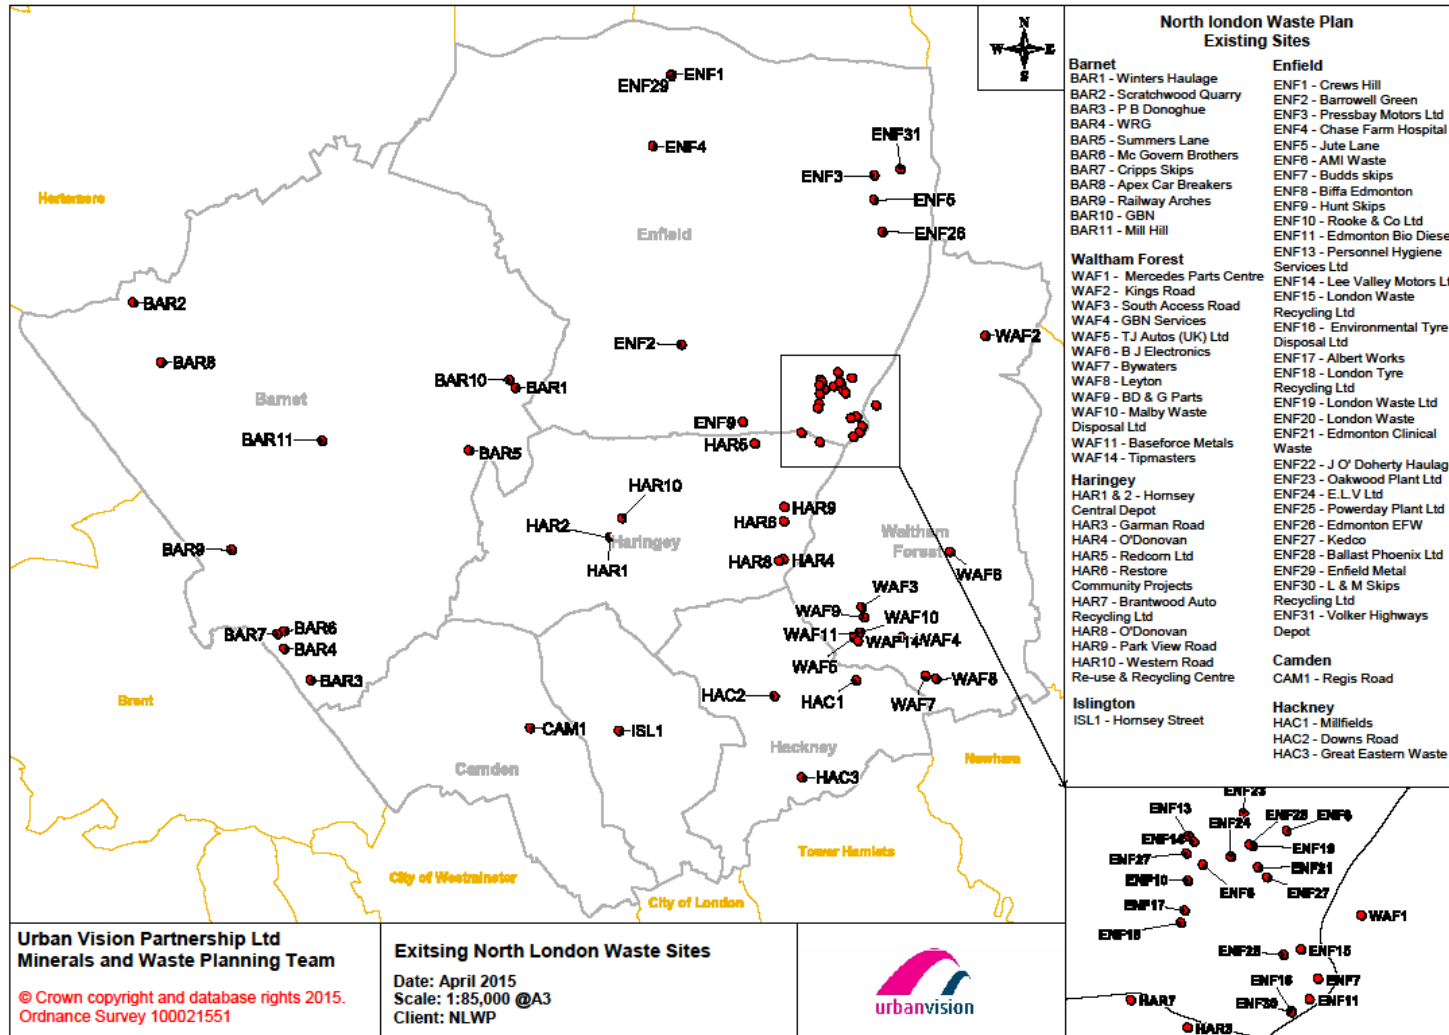 North london Waste Plan
Existing Sites
Barnet
BAR1 - Winters Haulage
BAR2 - Scratchwood Quarry
BAR3 - P B Donoghue
BAR4 - WRG
BAR5 - Summers Lane
BAR6 - Mc Govern Brothers
BAR7 - Cripps Skips
BAR8 - Apex Car Breakers
BAR9 - Railway Arches
BAR10 - GBN
BAR11 - Mill Hill
Waltham Forest
WAF1 - Mercedes Parts Centre
WAF2 - Kings Road
WAF3 - South Access Road
WAF4 - GBN Services
WAF5 - TJ Autos (UK) Ltd
WAF6 - B J Electronics
WAF7 - Bywaters
WAF8 - Leyton
WAF9 - BD & G Parts
WAF10 - Malby Waste
Disposal Ltd
WAF11 - Baseforce Metals
WAF14 - Tipmasters
Haringey
HAR1 & 2 - Hornsey
Central Depot
HAR3 - Garman Road
HAR4 - O'Donovan
HAR5 - Redcorn Ltd
HAR6 - Restore
Community Projects
HAR7 - Brantwood Auto
Recycling Ltd
HAR8 - O'Donovan
HAR9 - Park View Road
HAR10 - Western Road
Re-use & Recycling Centre
Islington
ISL1 - Hornsey Street
Enfield
ENF1 - Crews Hill
ENF2 - Barrowell Green
ENF3 - Pressbay Motors Ltd
ENF4 - Chase Farm Hospital
ENF5 - Jute Lane
ENF6 - AMI Waste
ENF7 - Budds skips
ENF8 - Biffa Edmonton
ENF9 - Hunt Skips
ENF10 - Rooke & Co Ltd
ENF11 - Edmonton Bio Diese
ENF13 - Personnel Hygiene
Services Ltd
ENF14 - Lee Valley Motors Lt
ENF15 - London Waste
Recycling Ltd
ENF16 - Environmental Tyre
Disposal Ltd
ENF17 - Albert Works
ENF18 - London Tyre
Recycling Ltd
ENF19 - London Waste Ltd
ENF20 - London Waste
ENF21 - Edmonton Clinical
Waste
ENF22 - J O' Doherty Haulag
ENF23 - Oakwood Plant Ltd
ENF24 - E.L.V Ltd
ENF25 - Powerday Plant Ltd
ENF26 - Edmonton EFW
ENF27 - Kedco
ENF28 - Ballast Phoenix Ltd
ENF29 - Enfield Metal
ENF30 - L & M Skips
Recycling Ltd
ENF31 - Volker Highways
Depot
Camden
CAM1 - Regis Road
Hackney
HAC1 - Millfields
HAC2 - Downs Road
HAC3 - Great Eastern Waste
N
W
E
S
ENF1
ENF29
ENF4
ENF31
ENF3
ENF5
ENF26
Hertsmere
Enfield
BAR2
BAR8
ENF2
WAF2
BAR10
BAR1
Barnet
ENF9
BAR11
HAR5
BAR5
HAR10
HAR9
HAR6
HAR2
Haringey
Waltham
Forest
BAR9
HAR1
HAR8
HAR4
WAF6
WAF3
WAF9
WAF10
BAR6
BAR7
WAF11
WAF14
WAF4
BAR4
WAF5
BAR3
WAF8
HAC2
HAC1
WAF7
Brent
CAM1
ISL1
Hackney
Newham
Camden
HAC3
Tower Hamlets
City of Westminster
City of London
ENF23
ENF13
ENF24
ENF6
ENF14
ENF19
ENF27
ENF21
ENF10
ENF27
ENF17
WAF1
ENF15
ENF7
ENF16
ENF11
ENF30
HAR7
HAR3
Urban Vision Partnership Ltd
Minerals and Waste Planning Team
© Crown copyright and database rights 2015.
Ordnance Survey 100021551
Exitsing North London Waste Sites
Date: April 2015
Scale: 1:85,000 @A3
Client: NLWP
urbanvision